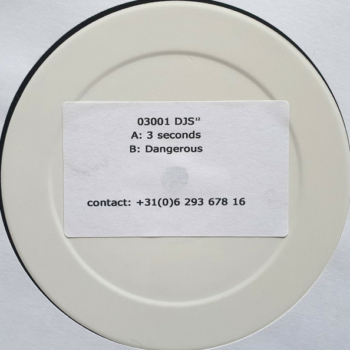 03001 DJS"
A: 3 seconds
B: Dangerous
contact: +31(0)6 293 678 16